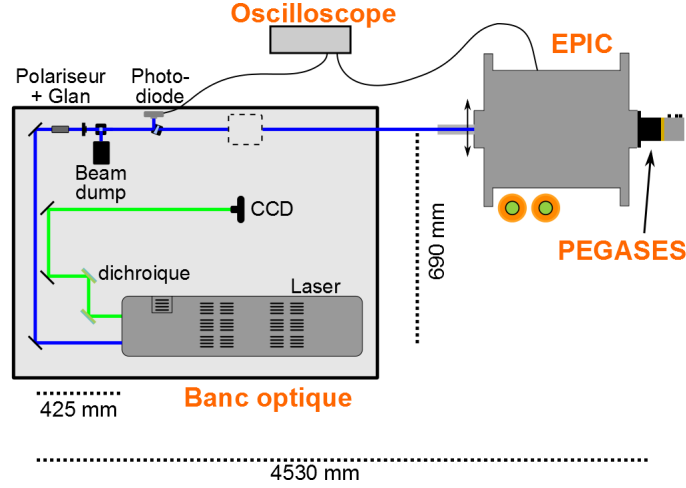 Oscilloscope
EPIC
Polariseur
+ Glan
Photo-
diode
Beam
dump
CCD
dichroique
Laser
690 mm
PEGASES
Banc optique
425 mm
4530 mm